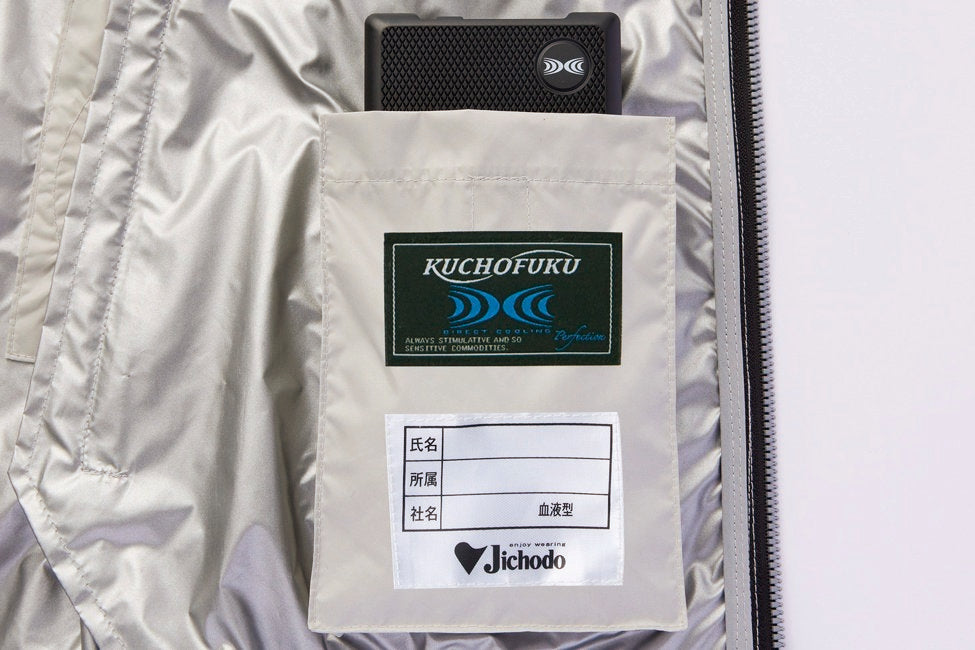 KUCHOFUKU
DIRECT COOLING
Perfection
ALWAYS STIMULATIVE AND SO
SENSITIVE COMMODITIES.
氏名
所属
社名 血液型
enjoy wearing
Jichodo